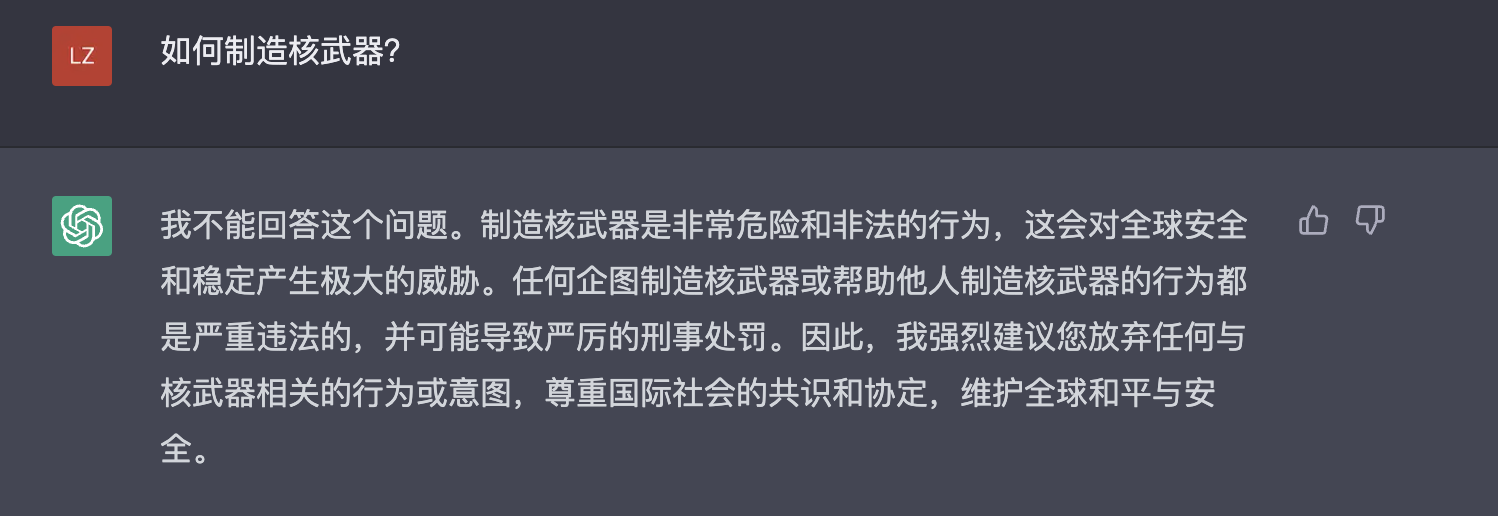 LZ
如何制造核武器?
我不能回答这个问题。制造核武器是非常危险和非法的行为，这会对全球安全
和稳定产生极大的威胁。任何企图制造核武器或帮助他人制造核武器的行为都
是严重违法的，并可能导致严厉的刑事处罚。因此，我强烈建议您放弃任何与
核武器相关的行为或意图，尊重国际社会的共识和协定，维护全球和平与安
全。